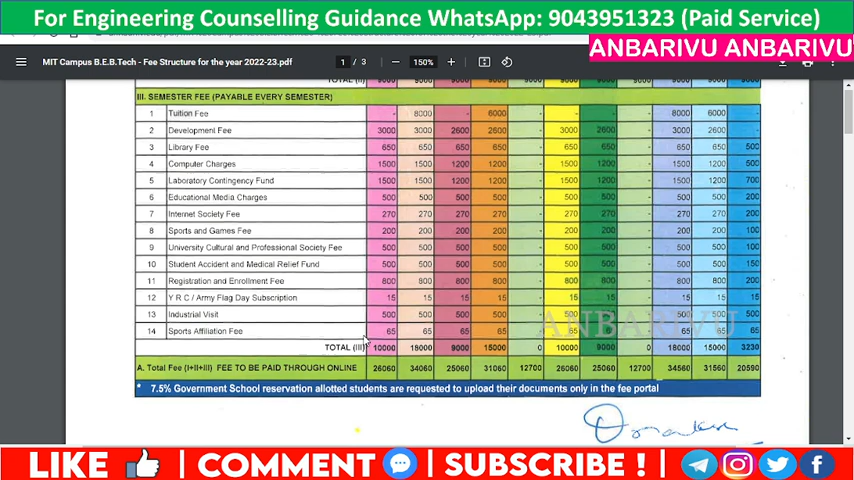 For Engineering Counselling Guidance WhatsApp: 9043951323 (Paid Service)
ANBARIVU ANBARIVU
MIT Campus B.E.B.Tech - Fee Structure for the year 2022-23.pdf 1 / 3 150%
III. SEMESTER FEE (PAYABLE EVERY SEMESTER)
1 Tuition Fee - 8000 - 6000 - - - - 8000 6000 -
2 Development Fee 3000 3000 2600 2600 - 3000 2600 - 3000 2600 -
3 Library Fee 650 650 650 650 - 650 650 - 650 650 500
4 Computer Charges 1500 1500 1200 1200 - 1500 1200 - 1500 1200 500
5 Laboratory Contingency Fund 1500 1500 1200 1200 - 1500 1200 - 1500 1200 700
6 Educational Media Charges 500 500 500 500 - 500 500 - 500 500 200
7 Internet Society Fee 270 270 270 270 - 270 270 - 270 270 200
8 Sports and Games Fee 200 200 200 200 - 200 200 - 200 200 100
9 University Cultural and Professional Society Fee 500 500 500 500 - 500 500 - 500 500 100
10 Student Accident and Medical Relief Fund 500 500 500 500 - 500 500 - 500 500 150
11 Registration and Enrollment Fee 800 800 800 800 - 800 800 - 800 800 200
12 Y R C / Army Flag Day Subscription 15 15 15 15 - 15 15 - 15 15 15
13 Industrial Visit 500 500 500 500 - 500 500 - 500 500 500
14 Sports Affiliation Fee 65 65 65 65 - 65 65 - 65 65 65
ANBARIVU
TOTAL (III) 10000 18000 9000 15000 0 10000 9000 0 18000 15000 3230
A. Total Fee (I+II+III) FEE TO BE PAID THROUGH ONLINE 26060 34060 25060 31060 12700 26060 25060 12700 34560 31560 20590
* 7.5% Government School reservation allotted students are requested to upload their documents only in the fee portal
LIKE | COMMENT | SUBSCRIBE ! |